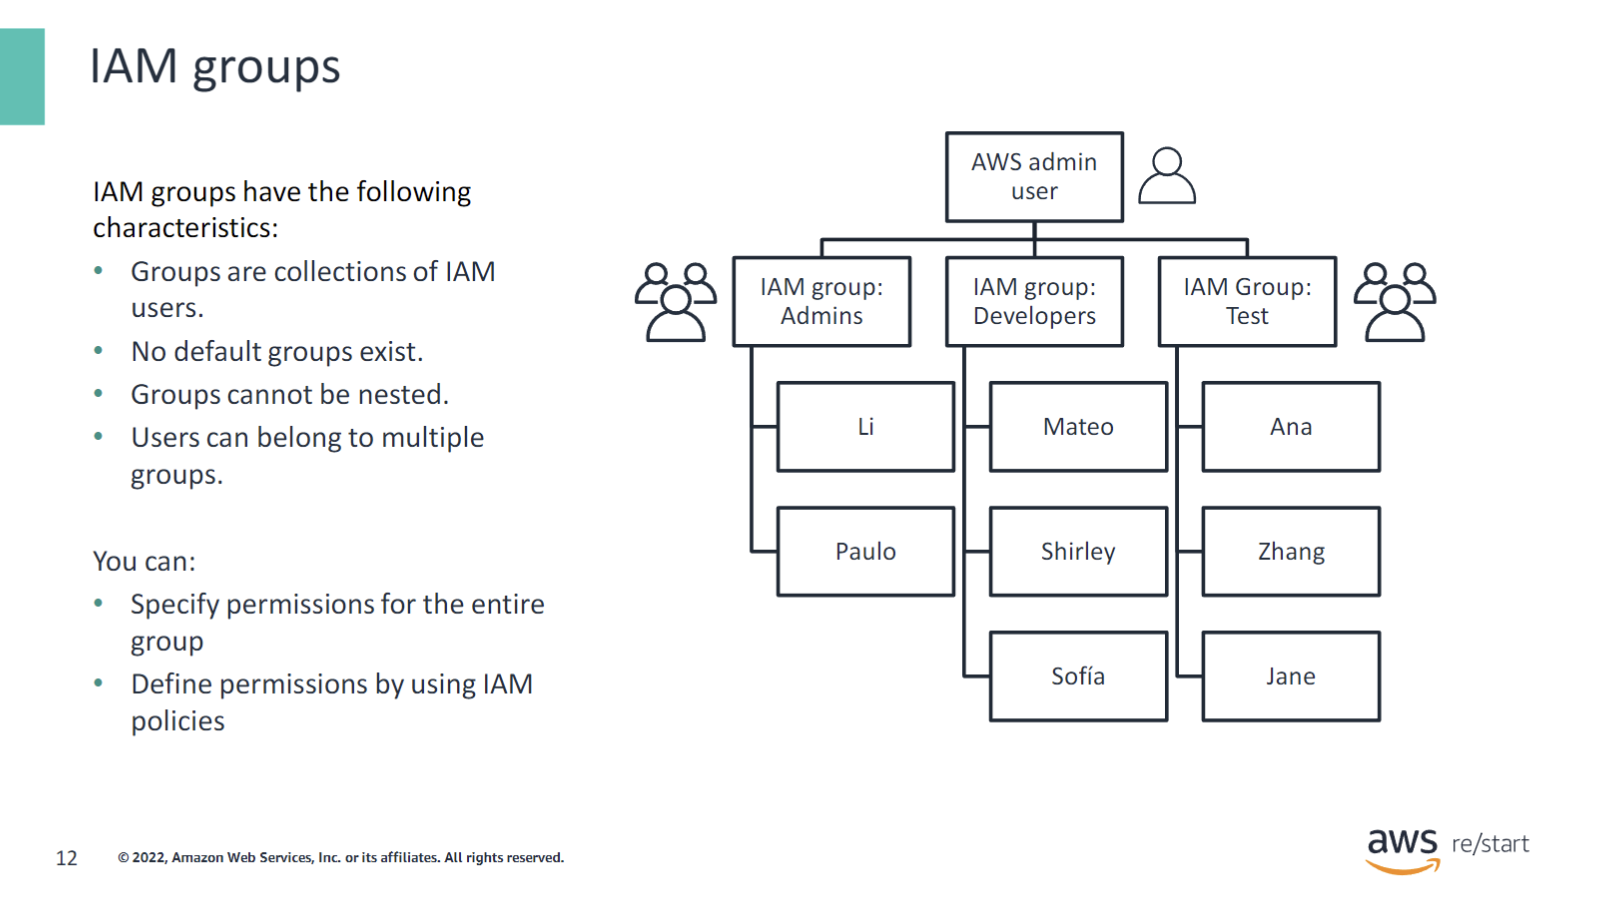 IAM groups
IAM groups have the following
characteristics:
• Groups are collections of IAM
users.
• No default groups exist.
• Groups cannot be nested.
• Users can belong to multiple
groups.
You can:
• Specify permissions for the entire
group
• Define permissions by using IAM
policies
AWS admin
user
IAM group:
Admins
IAM group:
Developers
IAM Group:
Test
Li
Mateo
Ana
Paulo
Shirley
Zhang
Sofía
Jane
12
© 2022, Amazon Web Services, Inc. or its affiliates. All rights reserved.
aws re/start